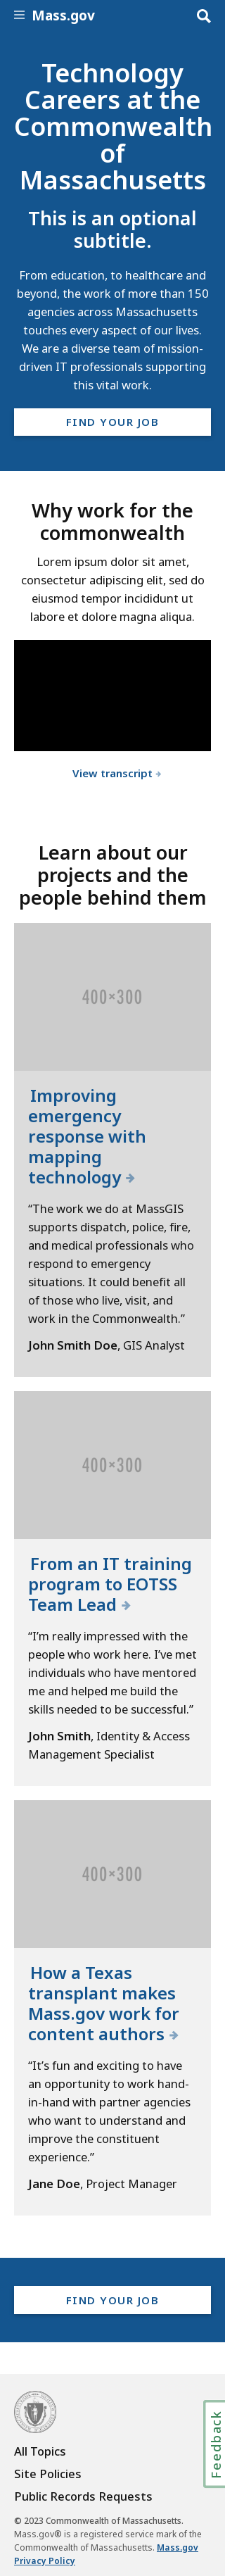 Mass.gov
Technology
Careers at the
Commonwealth
of
Massachusetts
This is an optional
subtitle.
From education, to healthcare and
beyond, the work of more than 150
agencies across Massachusetts
touches every aspect of our lives.
We are a diverse team of mission-
driven IT professionals supporting
this vital work.
FIND YOUR JOB
Why work for the
commonwealth
Lorem ipsum dolor sit amet,
consectetur adipiscing elit, sed do
eiusmod tempor incididunt ut
labore et dolore magna aliqua.
View transcript
Learn about our
projects and the
people behind them
400×300
Improving
emergency
response with
mapping
technology
“The work we do at MassGIS
supports dispatch, police, fire,
and medical professionals who
respond to emergency
situations. It could benefit all
of those who live, visit, and
work in the Commonwealth.”
John Smith Doe, GIS Analyst
400×300
From an IT training
program to EOTSS
Team Lead
“I’m really impressed with the
people who work here. I’ve met
individuals who have mentored
me and helped me build the
skills needed to be successful.”
John Smith, Identity & Access
Management Specialist
400×300
How a Texas
transplant makes
Mass.gov work for
content authors
“It’s fun and exciting to have
an opportunity to work hand-
in-hand with partner agencies
who want to understand and
improve the constituent
experience.”
Jane Doe, Project Manager
FIND YOUR JOB
Feedback
All Topics
Site Policies
Public Records Requests
© 2023 Commonwealth of Massachusetts.
Mass.gov® is a registered service mark of the
Commonwealth of Massachusetts. Mass.gov
Privacy Policy